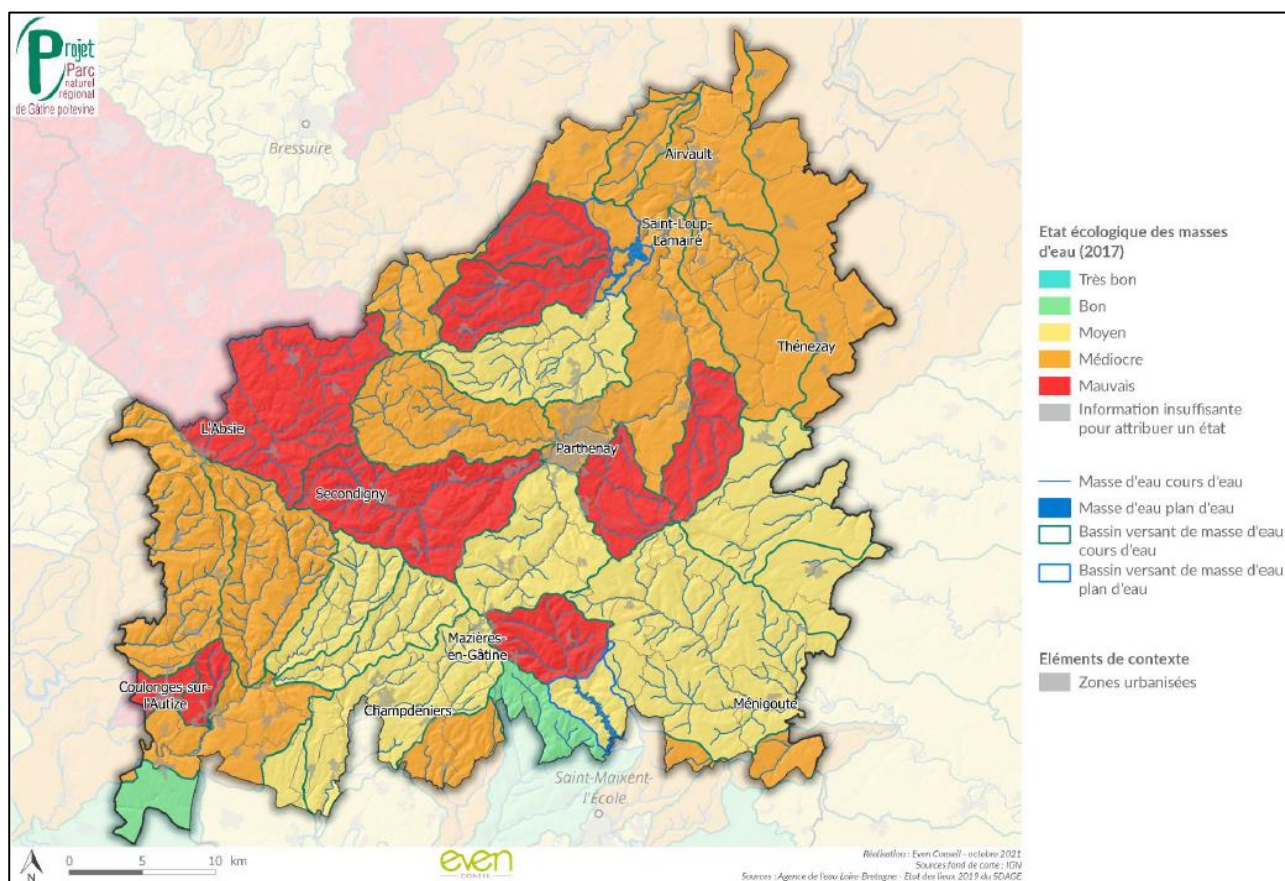 Projet
Parc
naturel
régional
de Gâtine poitevine
Bressuire
Airvault
Saint-Loup-
Lamairé
Thénezay
L'Absie
Parthenay
Secondigny
Mazières-
en-Gâtine
Coulonges-sur-
l'Autize
Champdeniers
Ménigoute
Saint-Maixent-
l'École
Etat écologique des masses
d'eau (2017)
Très bon
Bon
Moyen
Médiocre
Mauvais
Information insuffisante
pour attribuer un état
Masse d'eau cours d'eau
Masse d'eau plan d'eau
Bassin versant de masse d'eau
cours d'eau
Bassin versant de masse d'eau
plan d'eau
Eléments de contexte
Zones urbanisées
N
0 5 10 km
even
CONSEIL
Réalisation : Even Conseil - octobre 2021
Sources fond de carte : IGN
Sources : Agence de l'eau Loire-Bretagne - Etat des lieux 2019 du SDAGE